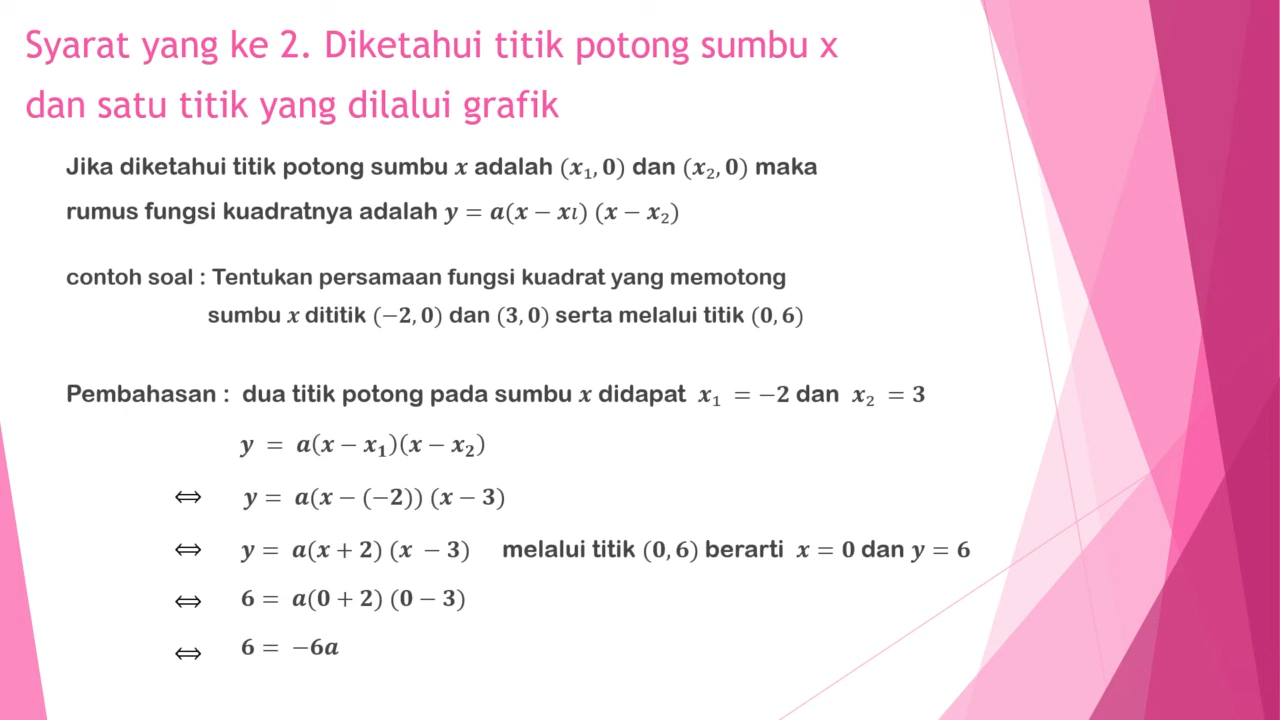 Syarat yang ke 2. Diketahui titik potong sumbu x
dan satu titik yang dilalui grafik
Jika diketahui titik potong sumbu x adalah (x₁, 0) dan (x₂, 0) maka
rumus fungsi kuadratnya adalah y = a(x − xı) (x − x₂)
contoh soal : Tentukan persamaan fungsi kuadrat yang memotong
sumbu x dititik (−2, 0) dan (3, 0) serta melalui titik (0, 6)
Pembahasan : dua titik potong pada sumbu x didapat x₁ = −2 dan x₂ = 3
y = a(x − x₁)(x − x₂)
⟺ y = a(x − (−2)) (x − 3)
⟺ y = a(x + 2) (x − 3) melalui titik (0, 6) berarti x = 0 dan y = 6
⟺ 6 = a(0 + 2) (0 − 3)
⟺ 6 = −6a